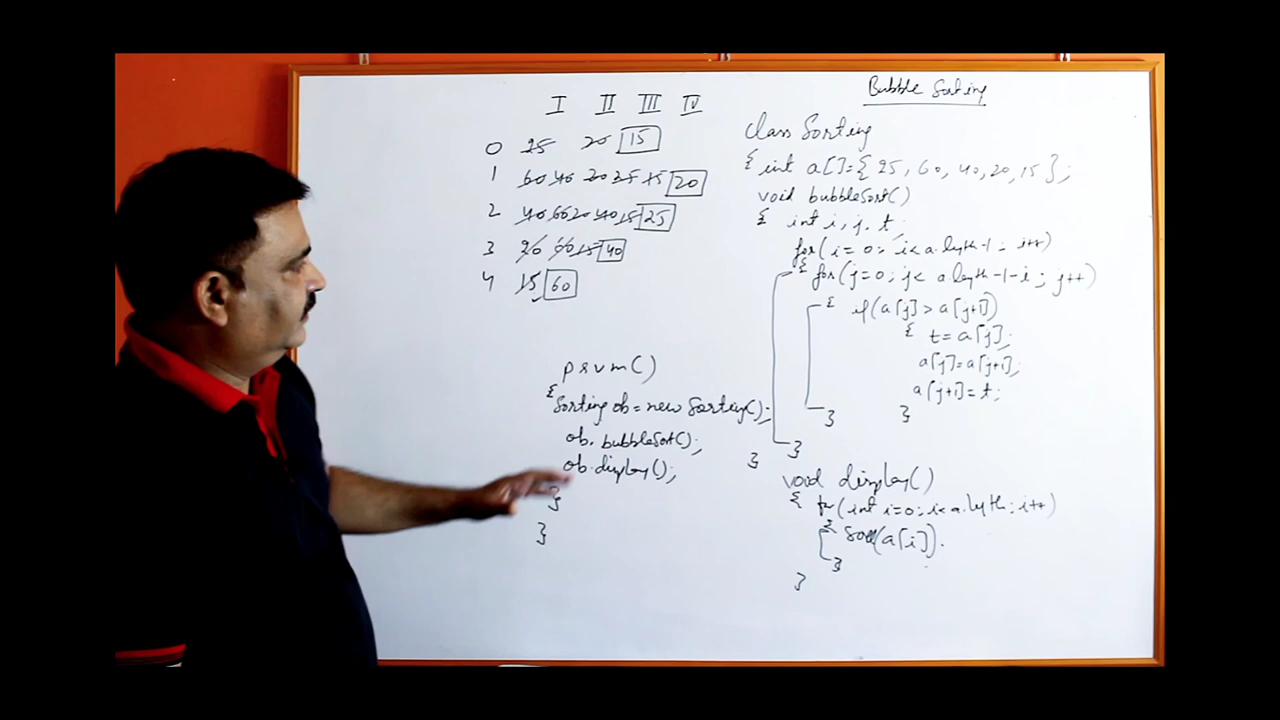 Bubble Sorting
I II III IV
0 25 20 15
1 60 40 20 25 15 20
2 40 60 20 40 15 25
3 20 60 15 40
4 15 60
class Sorting
{ int a[]={ 25, 60, 40, 20, 15 };
void bubbleSort()
{ int i, j, t;
for( i = 0; i<a.length-1; i++)
{ for( j=0; j< a.length-1-i; j++)
{ if(a[j] > a[j+1])
{ t= a[j];
a[j]=a[j+1];
a[j+1]= t;
} }
}
}
void display()
{ for( int i=0; i<a.length; i++)
{ Sop(a[i]).
}
}
psvm()
{ Sorting ob = new Sorting();
ob. bubbleSort();
ob.display();
}
}